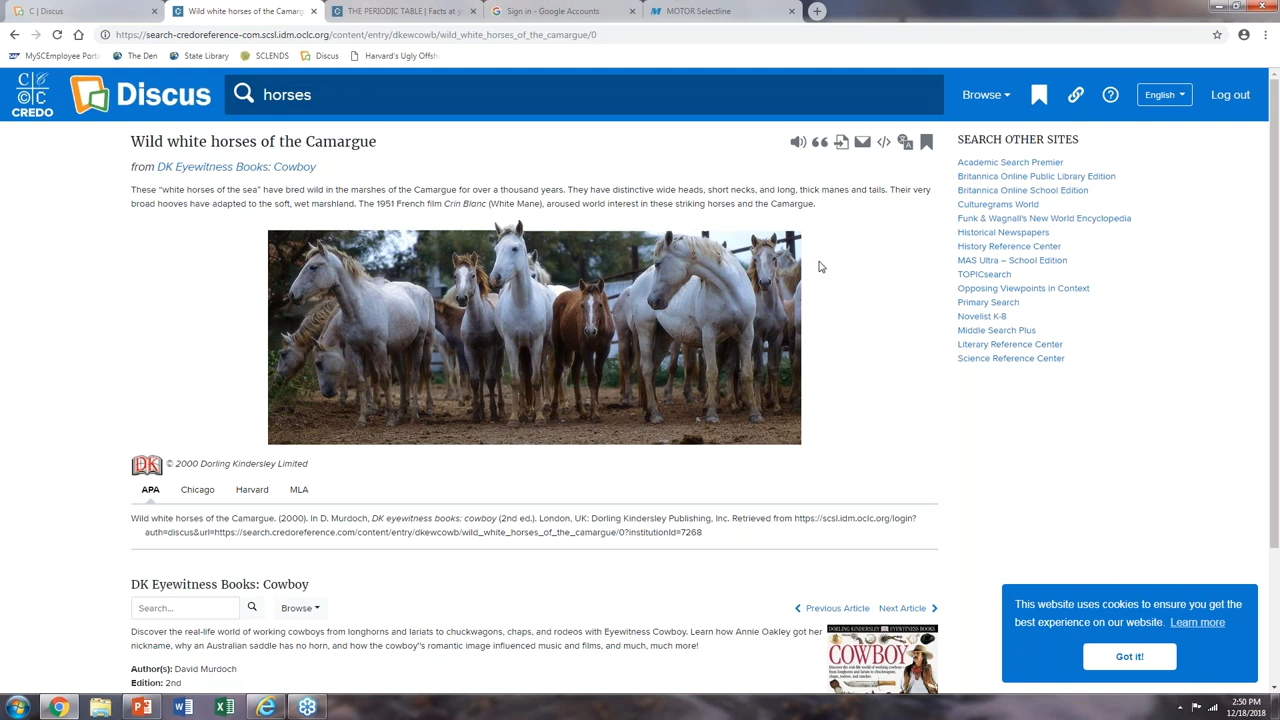 C | Discus
Wild white horses of the Camarg
THE PERIODIC TABLE | Facts at y
Sign in - Google Accounts
MOTOR Selectline
https://search-credoreference-com.scsl.idm.oclc.org/content/entry/dkewcowb/wild_white_horses_of_the_camargue/0
MySCEmployee Port
The Den
State Library
SCLENDS
Discus
Harvard's Ugly Offsh
CREDO
Discus
horses
Browse
English
Log out
Wild white horses of the Camargue
from DK Eyewitness Books: Cowboy
These “white horses of the sea” have bred wild in the marshes of the Camargue for over a thousand years. They have distinctive wide heads, short necks, and long, thick manes and tails. Their very
broad hooves have adapted to the soft, wet marshland. The 1951 French film Crin Blanc (White Mane), aroused world interest in these striking horses and the Camargue.
DK
© 2000 Dorling Kindersley Limited
APA Chicago Harvard MLA
Wild white horses of the Camargue. (2000). In D. Murdoch, DK eyewitness books: cowboy (2nd ed.). London, UK: Dorling Kindersley Publishing, Inc. Retrieved from https://scsl.idm.oclc.org/login?
auth=discus&url=https://search.credoreference.com/content/entry/dkewcowb/wild_white_horses_of_the_camargue/0?institutionId=7268
DK Eyewitness Books: Cowboy
Search...
Browse
Previous Article
Next Article
Discover the real-life world of working cowboys from longhorns and lariats to chuckwagons, chaps, and rodeos with Eyewitness Cowboy. Learn how Annie Oakley got her
nickname, why an Australian saddle has no horn, and how the cowboy"s romantic image influenced music and films, and much, much more!
Author(s): David Murdoch
Edition: 2nd
DORLING KINDERSLEY EYEWITNESS BOOKS
COWBOY
SEARCH OTHER SITES
Academic Search Premier
Britannica Online Public Library Edition
Britannica Online School Edition
Culturegrams World
Funk & Wagnall's New World Encyclopedia
Historical Newspapers
History Reference Center
MAS Ultra – School Edition
TOPICsearch
Opposing Viewpoints in Context
Primary Search
Novelist K-8
Middle Search Plus
Literary Reference Center
Science Reference Center
This website uses cookies to ensure you get the
best experience on our website. Learn more
Got it!
2:50 PM
12/18/2018